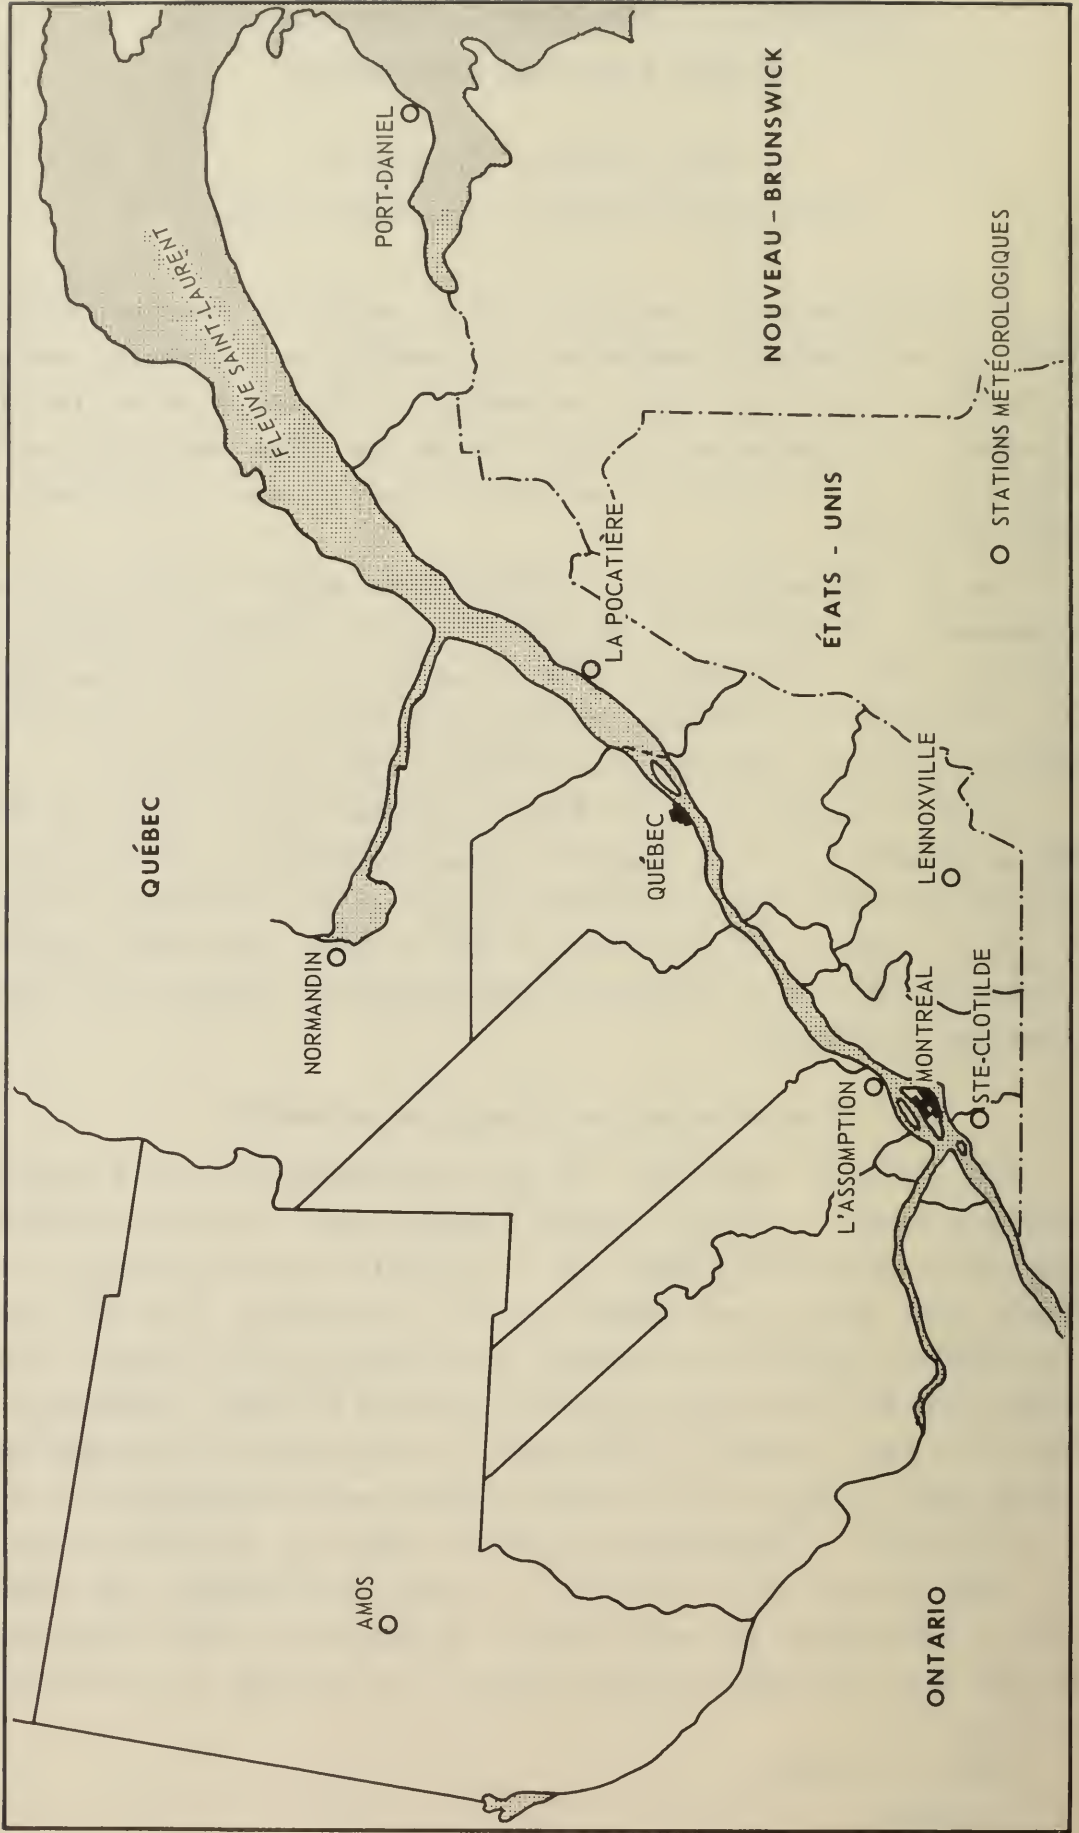 QUÉBEC
FLEUVE SAINT-LAURENT
NORMANDIN
PORT-DANIEL
AMOS
LA POCATIÈRE
QUÉBEC
NOUVEAU-BRUNSWICK
ÉTATS - UNIS
L'ASSOMPTION
MONTRÉAL
LENNOXVILLE
STE-CLOTILDE
ONTARIO
STATIONS MÉTÉOROLOGIQUES